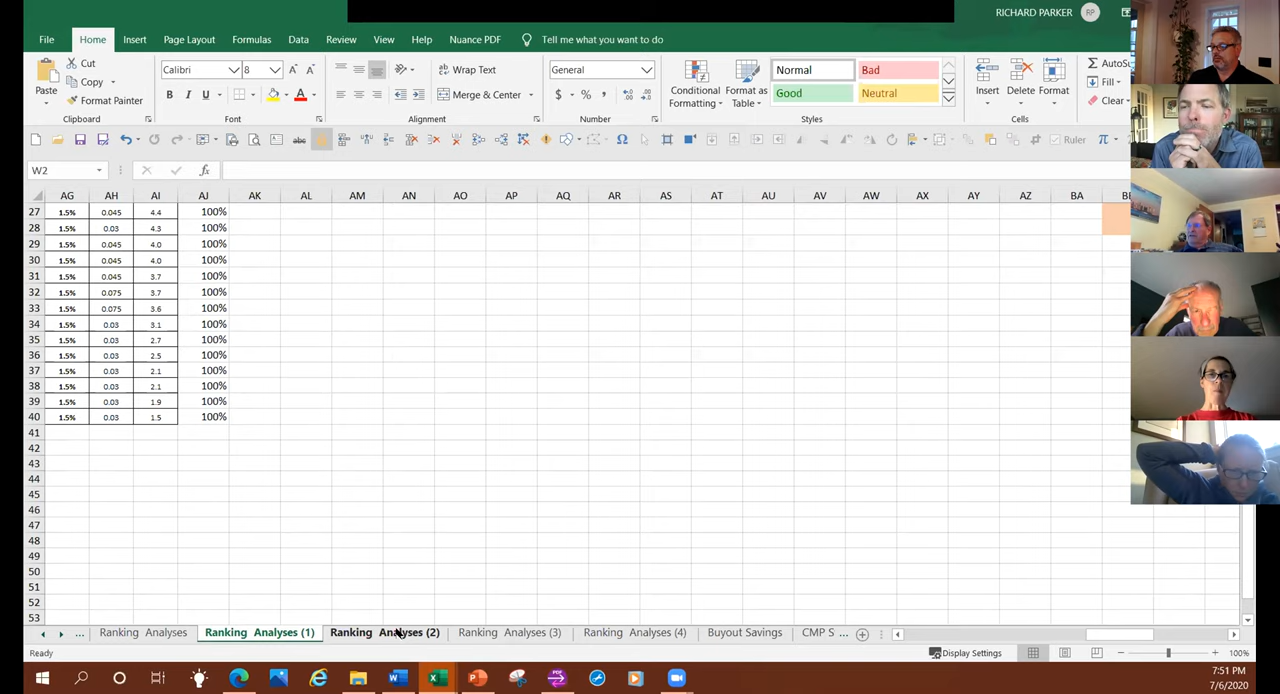 RICHARD PARKER RP
File Home Insert Page Layout Formulas Data Review View Help Nuance PDF Tell me what you want to do
Paste
Cut
Copy
Format Painter
Calibri 8
B I U
Wrap Text
Merge & Center
General
$ % ,
Conditional Formatting
Format as Table
Normal Bad
Good Neutral
Insert Delete Format
AutoSu
Fill
Clear
Clipboard Font Alignment Number Styles Cells
abc Ω Ruler π
W2 fx
AG AH AI AJ AK AL AM AN AO AP AQ AR AS AT AU AV AW AX AY AZ BA
27 1.5% 0.045 4.4 100%
28 1.5% 0.03 4.3 100%
29 1.5% 0.045 4.0 100%
30 1.5% 0.045 4.0 100%
31 1.5% 0.045 3.7 100%
32 1.5% 0.075 3.7 100%
33 1.5% 0.075 3.6 100%
34 1.5% 0.03 3.1 100%
35 1.5% 0.03 2.7 100%
36 1.5% 0.03 2.5 100%
37 1.5% 0.03 2.1 100%
38 1.5% 0.03 2.1 100%
39 1.5% 0.03 1.9 100%
40 1.5% 0.03 1.5 100%
41
42
43
44
45
46
47
48
49
50
51
52
53
... Ranking Analyses Ranking Analyses (1) Ranking Analyses (2) Ranking Analyses (3) Ranking Analyses (4) Buyout Savings CMP S ...
Ready Display Settings 100%
7:51 PM
7/6/2020